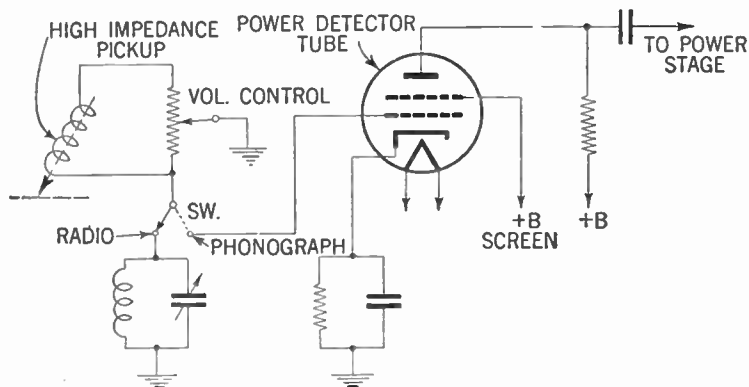 HIGH IMPEDANCE
PICKUP
POWER DETECTOR
TUBE
TO POWER
STAGE
VOL. CONTROL
SW.
RADIO
PHONOGRAPH
+B
SCREEN
+B